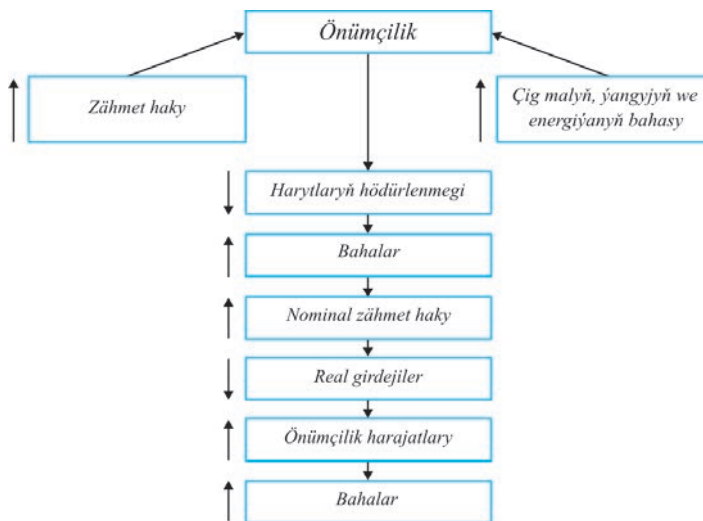 Önümçilik
Zähmet haky
Çig malyň, ýangyjyň we
energiýanyň bahasy
Harytlaryň hödürlenmegi
Bahalar
Nominal zähmet haky
Real girdejiler
Önümçilik harajatlary
Bahalar